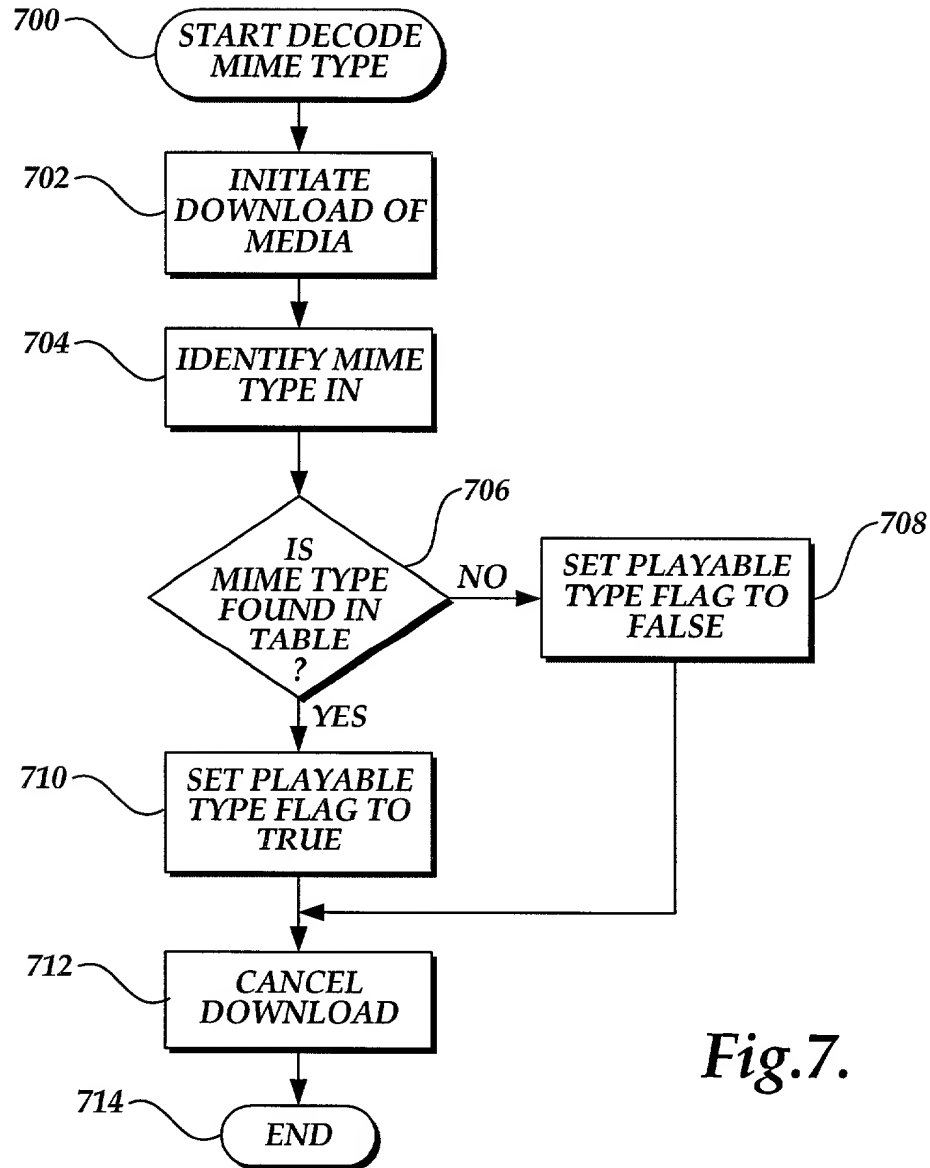 700
START DECODE
MIME TYPE
702
INITIATE
DOWNLOAD OF
MEDIA
704
IDENTIFY MIME
TYPE IN
706
IS
MIME TYPE
FOUND IN
TABLE
?
NO
708
SET PLAYABLE
TYPE FLAG TO
FALSE
YES
710
SET PLAYABLE
TYPE FLAG TO
TRUE
712
CANCEL
DOWNLOAD
714
END
Fig.7.